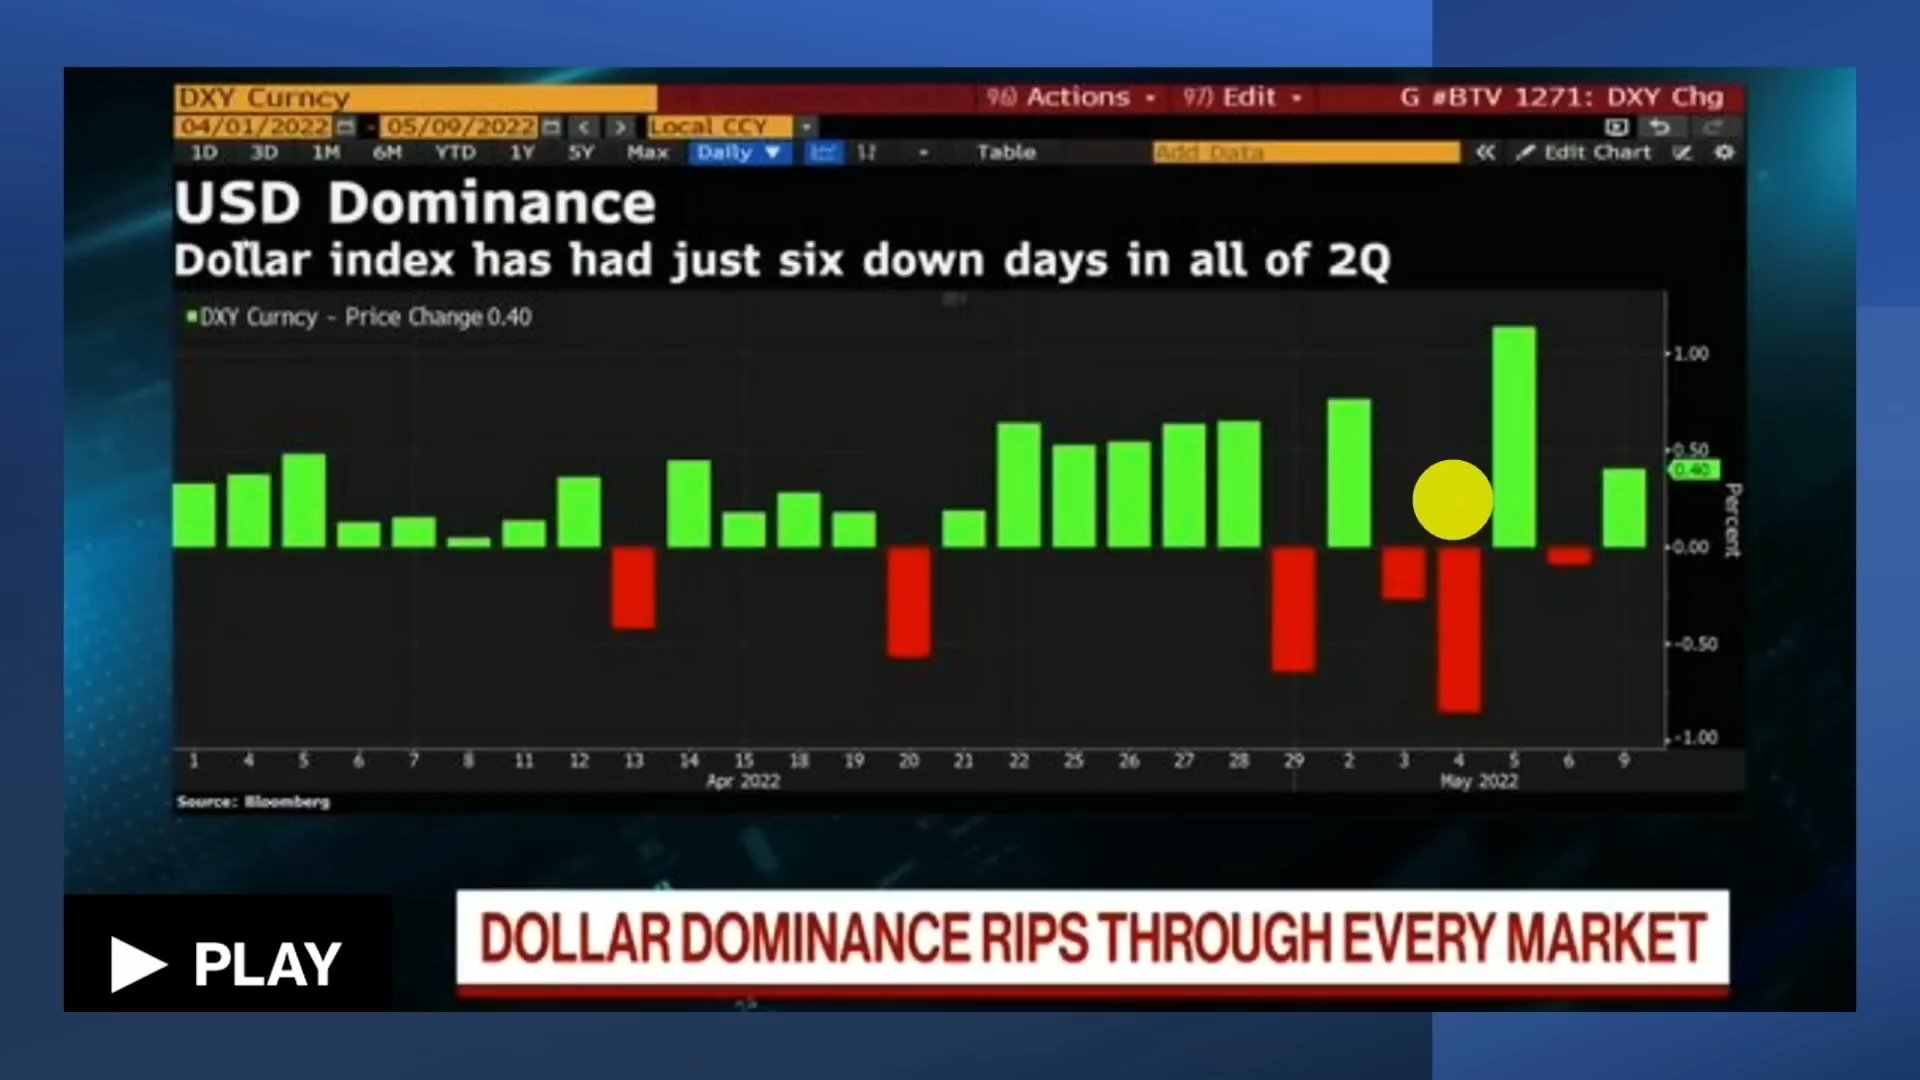 DXY Curncy 96) Actions 97) Edit G #BTV 1271: DXY Chg
04/01/2022 - 05/09/2022 Local CCY
1D 3D 1M 6M YTD 1Y 5Y Max Daily ▼ Table Add Data « Edit Chart
USD Dominance
Dollar index has had just six down days in all of 2Q
DXY Curncy - Price Change 0.40
1.00
0.50
0.40
0.00
-0.50
-1.00
Percent
1 4 5 6 7 8 11 12 13 14 15 18 19 20 21 22 25 26 27 28 29 2 3 4 5 6 9
Apr 2022 May 2022
Source: Bloomberg
DOLLAR DOMINANCE RIPS THROUGH EVERY MARKET
PLAY